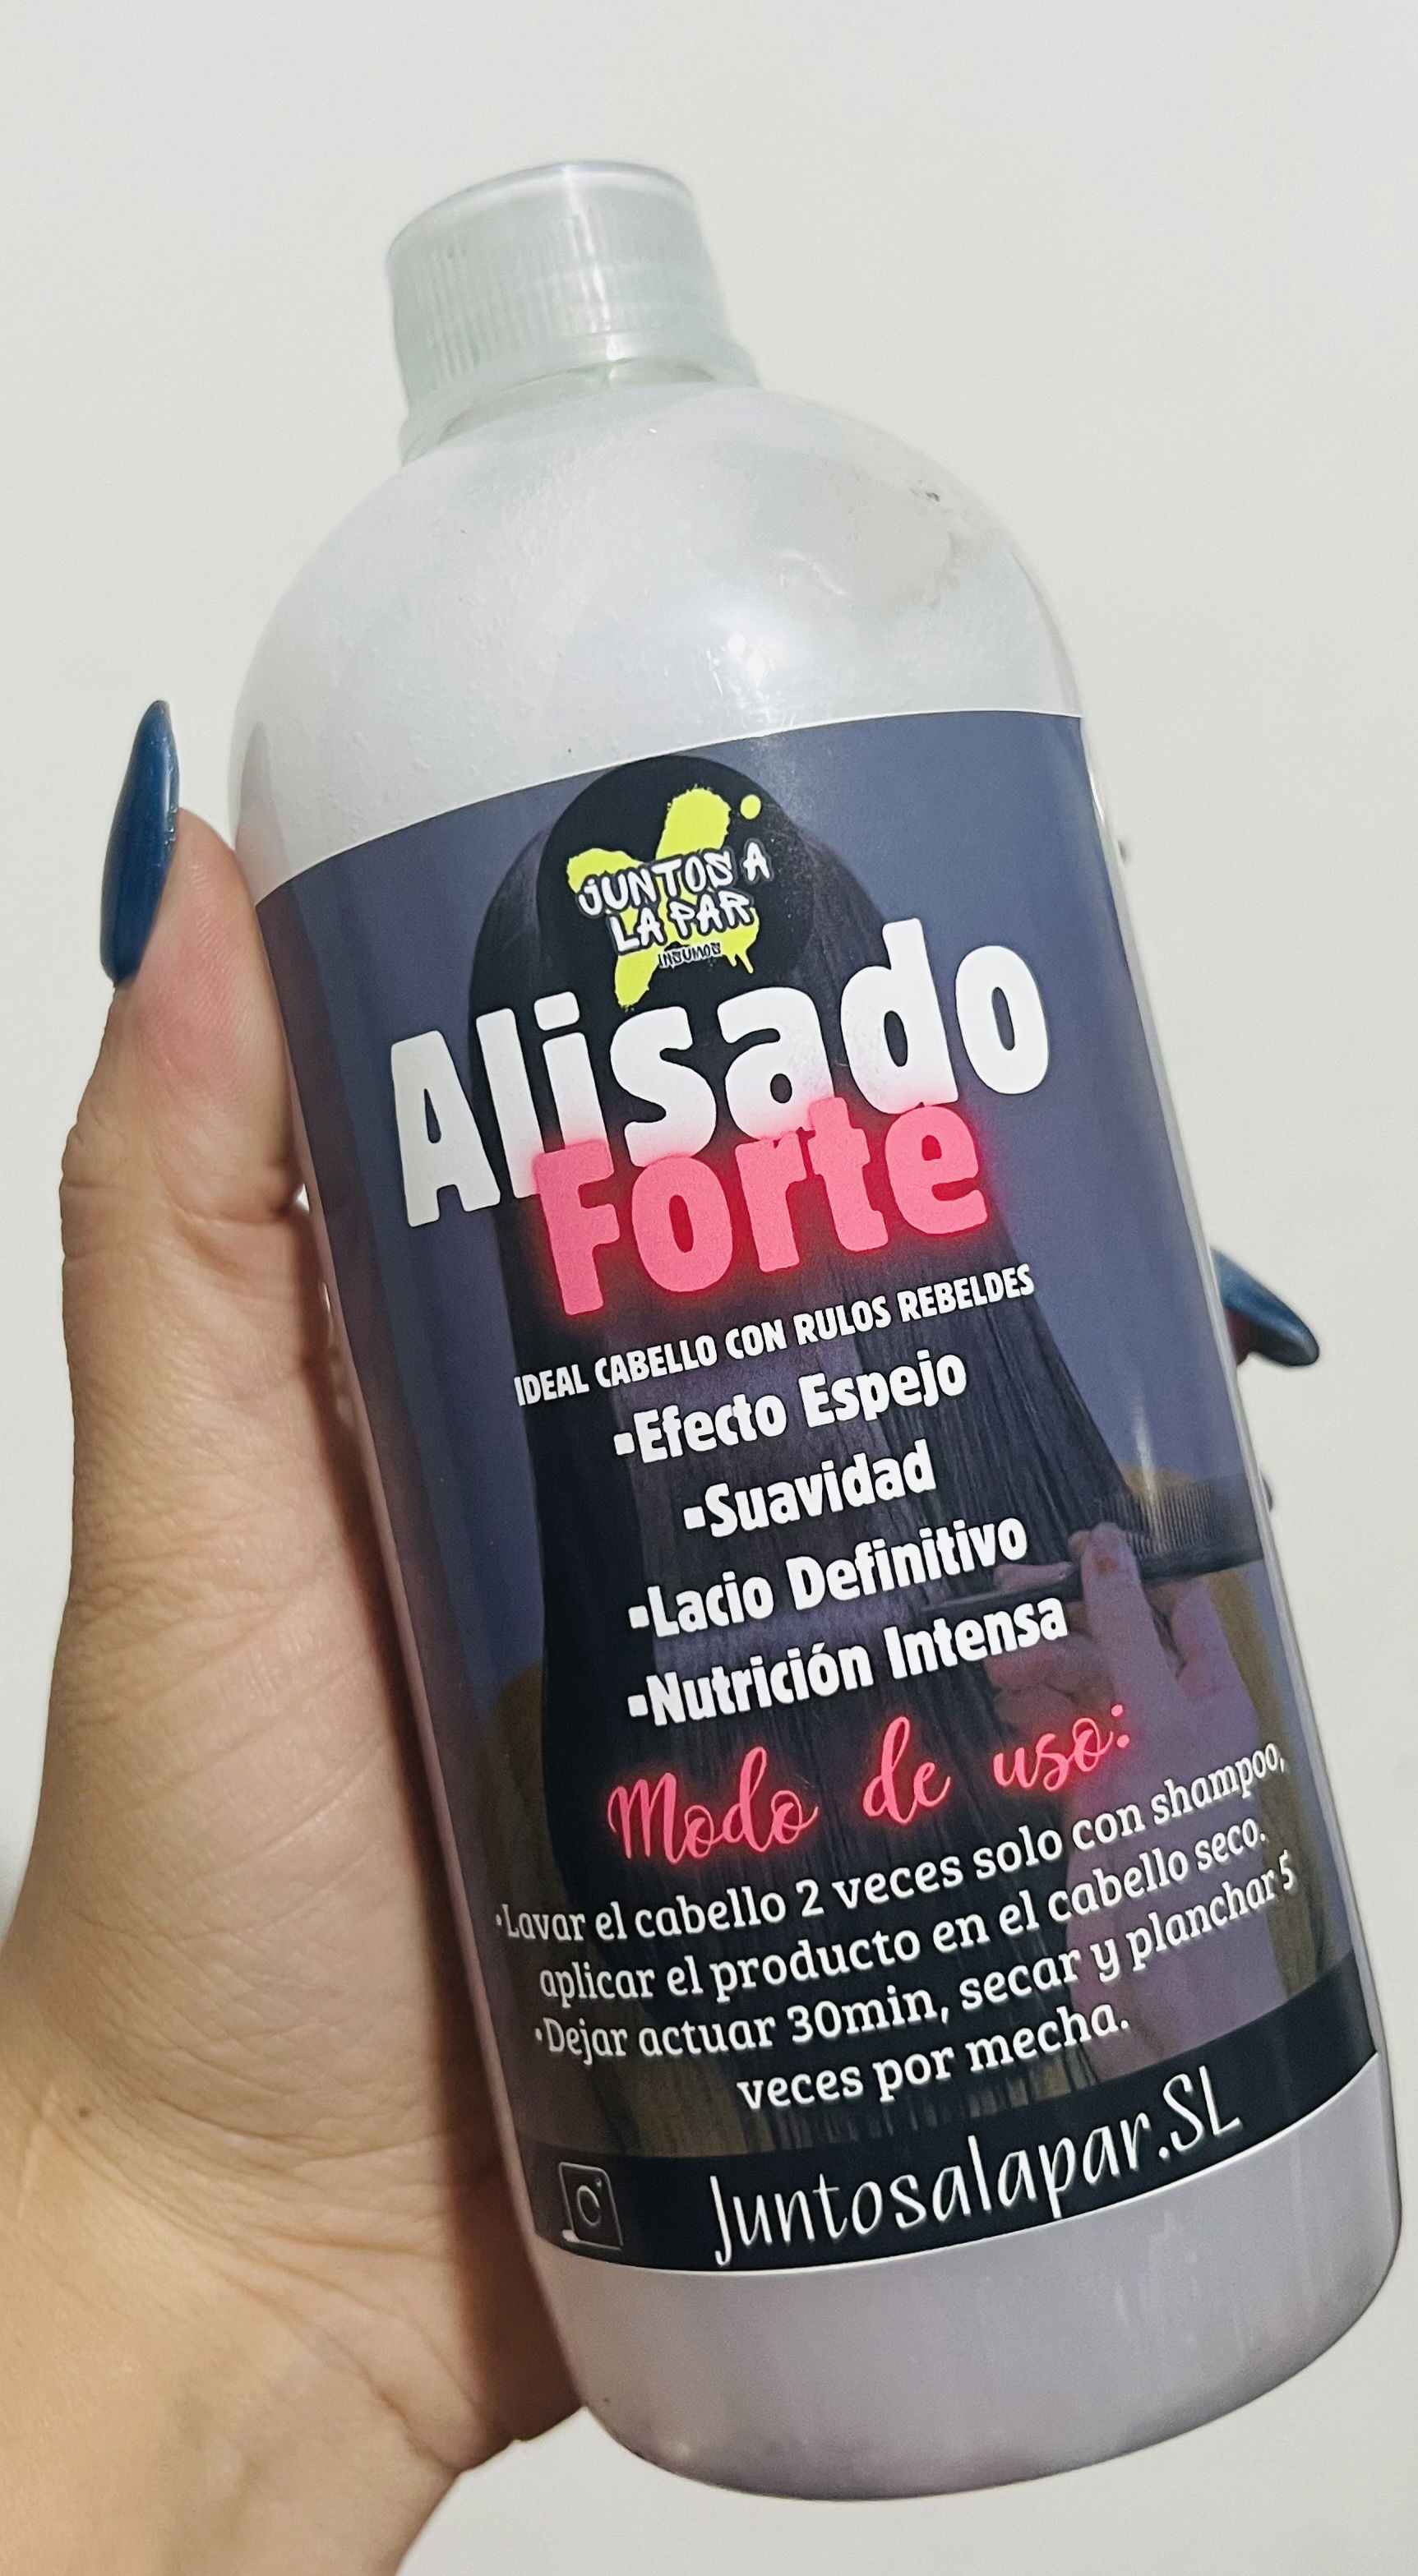 JUNTOS A
LA PAR
INSUMOS
Alisado
Forte
IDEAL CABELLO CON RULOS REBELDES
▪Efecto Espejo
▪Suavidad
▪Lacio Definitivo
▪Nutrición Intensa
Modo de uso:
•Lavar el cabello 2 veces solo con shampoo,
aplicar el producto en el cabello seco.
•Dejar actuar 30min, secar y planchar 5
veces por mecha.
Juntosalapar.SL